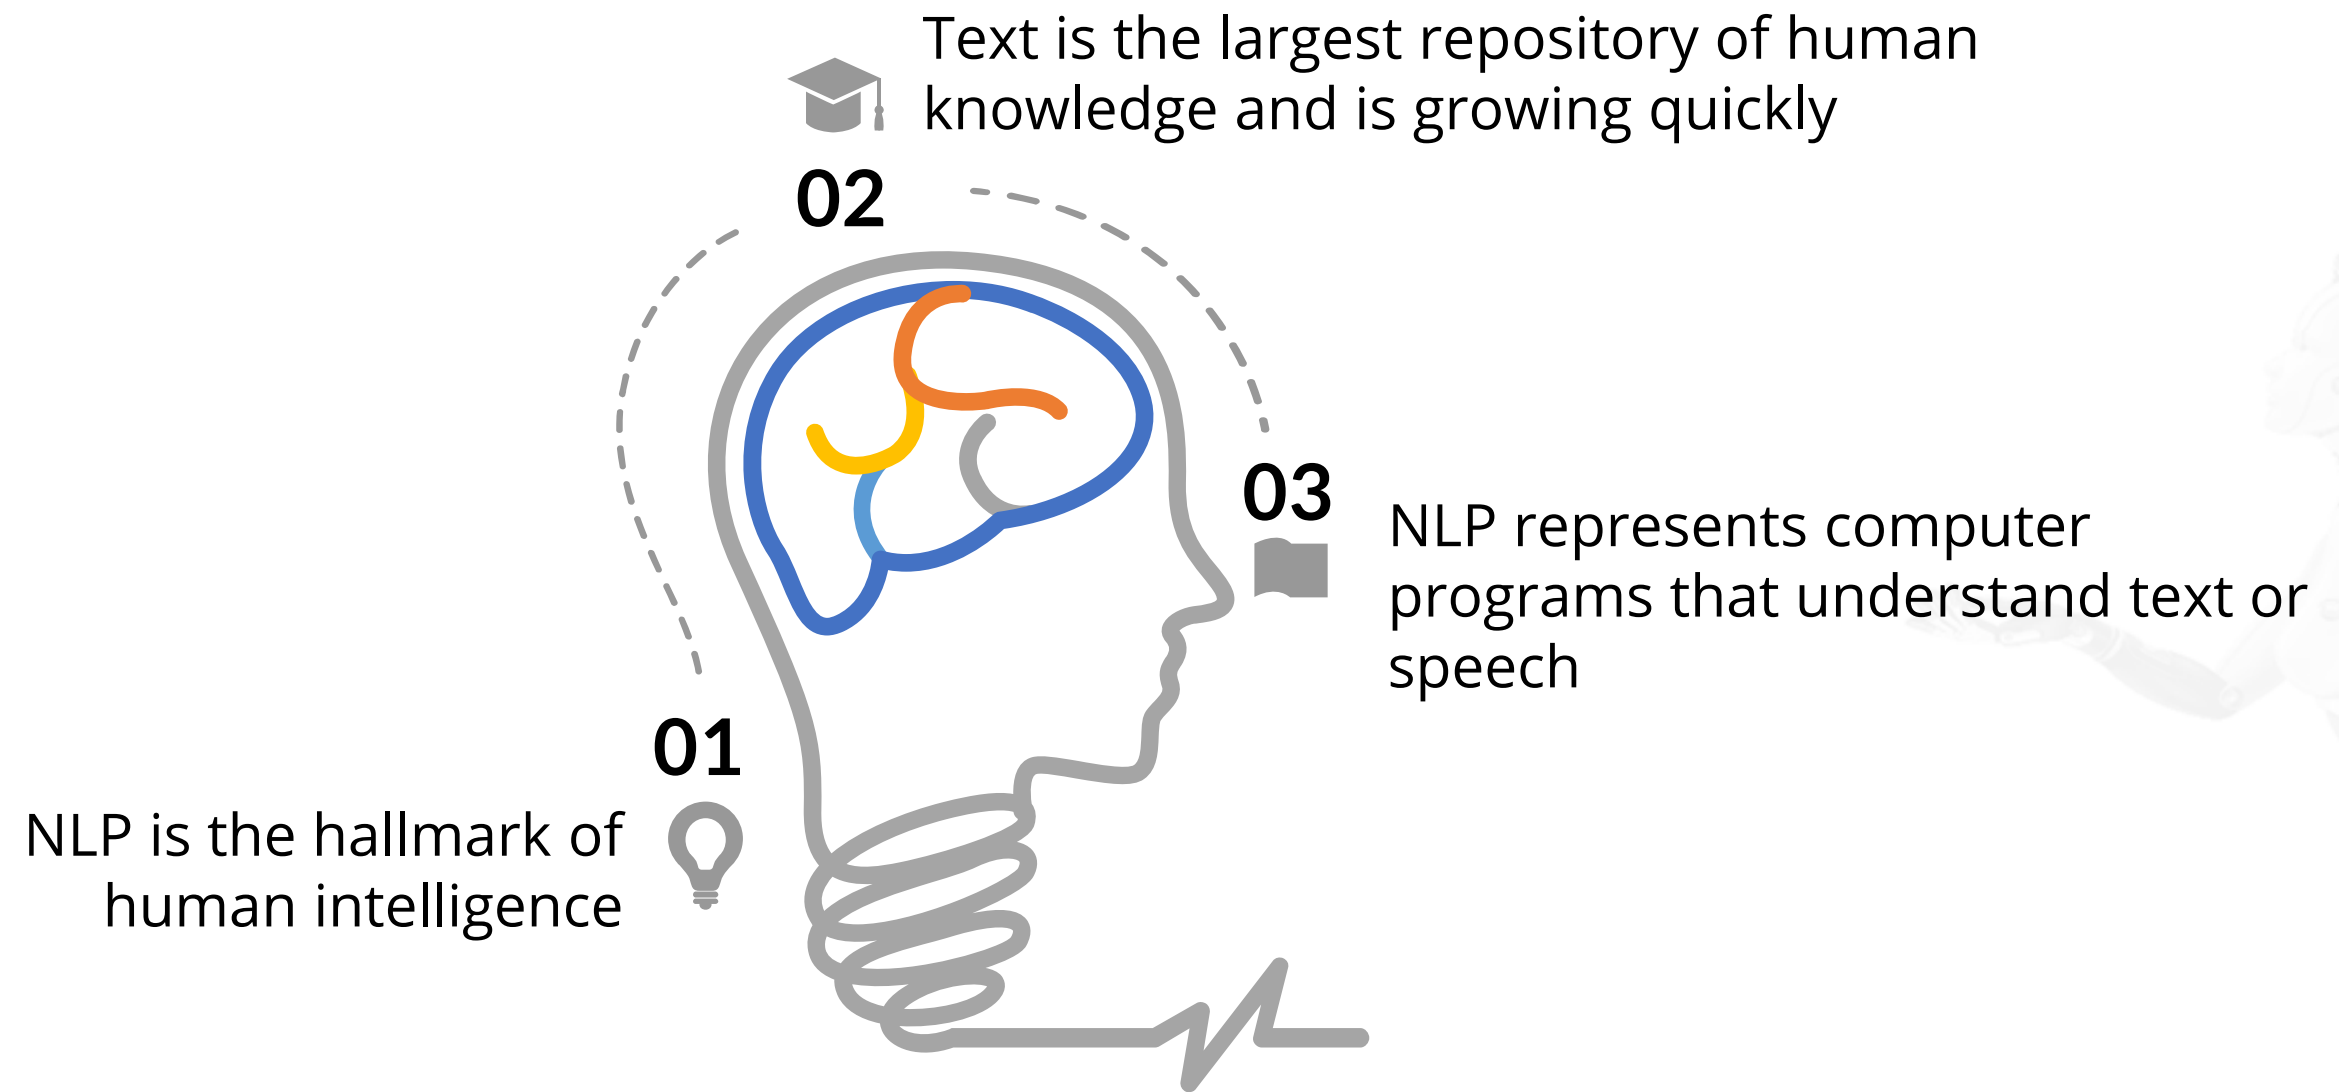 Text is the largest repository of human
knowledge and is growing quickly
02
03
NLP represents computer
programs that understand text or
speech
01
NLP is the hallmark of
human intelligence